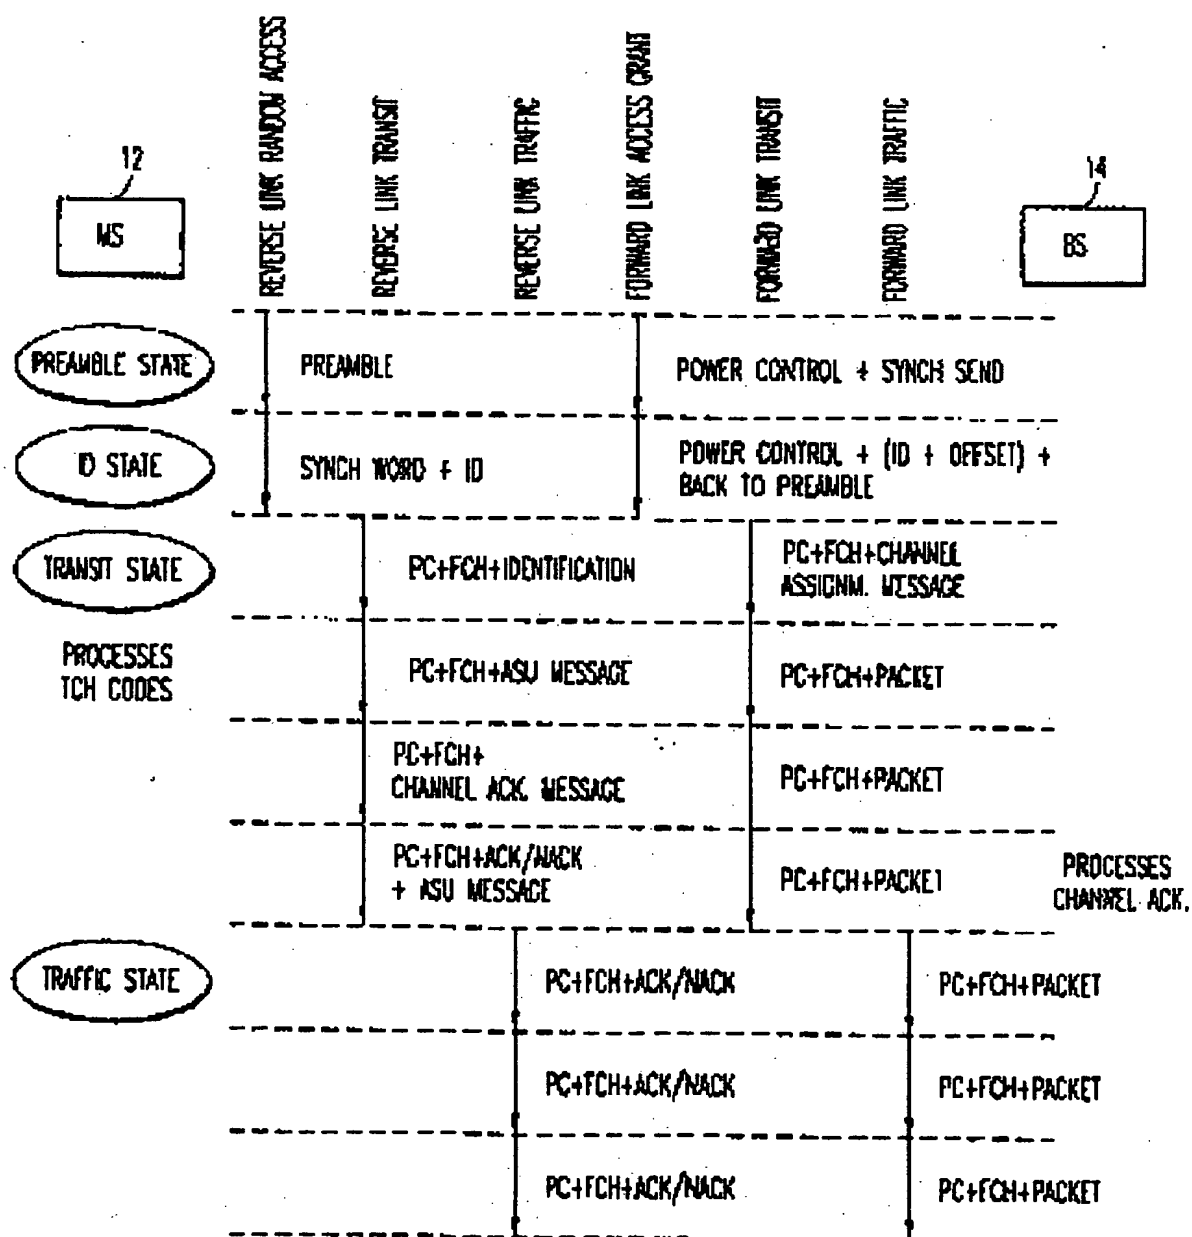 12
MS
REVERSE LINK RANDOM ACCESS
REVERSE LINK TRANSIT
REVERSE LINK TRAFFIC
FORWARD LINK ACCESS GRANT
FORWARD LINK TRANSIT
FORWARD LINK TRAFFIC
14
BS
PREAMBLE STATE
PREAMBLE
POWER CONTROL + SYNCH SEND
ID STATE
SYNCH WORD + ID
POWER CONTROL + (ID + OFFSET) +
BACK TO PREAMBLE
TRANSIT STATE
PC+FCH+IDENTIFICATION
PC+FCH+CHANNEL
ASSIGNM. MESSAGE
PROCESSES
TCH CODES
PC+FCH+ASU MESSAGE
PC+FCH+PACKET
PC+FCH+
CHANNEL ACK. MESSAGE
PC+FCH+PACKET
PC+FCH+ACK/NACK
+ ASU MESSAGE
PC+FCH+PACKET
PROCESSES
CHANNEL ACK.
TRAFFIC STATE
PC+FCH+ACK/NACK
PC+FCH+PACKET
PC+FCH+ACK/NACK
PC+FCH+PACKET
PC+FCH+ACK/NACK
PC+FCH+PACKET